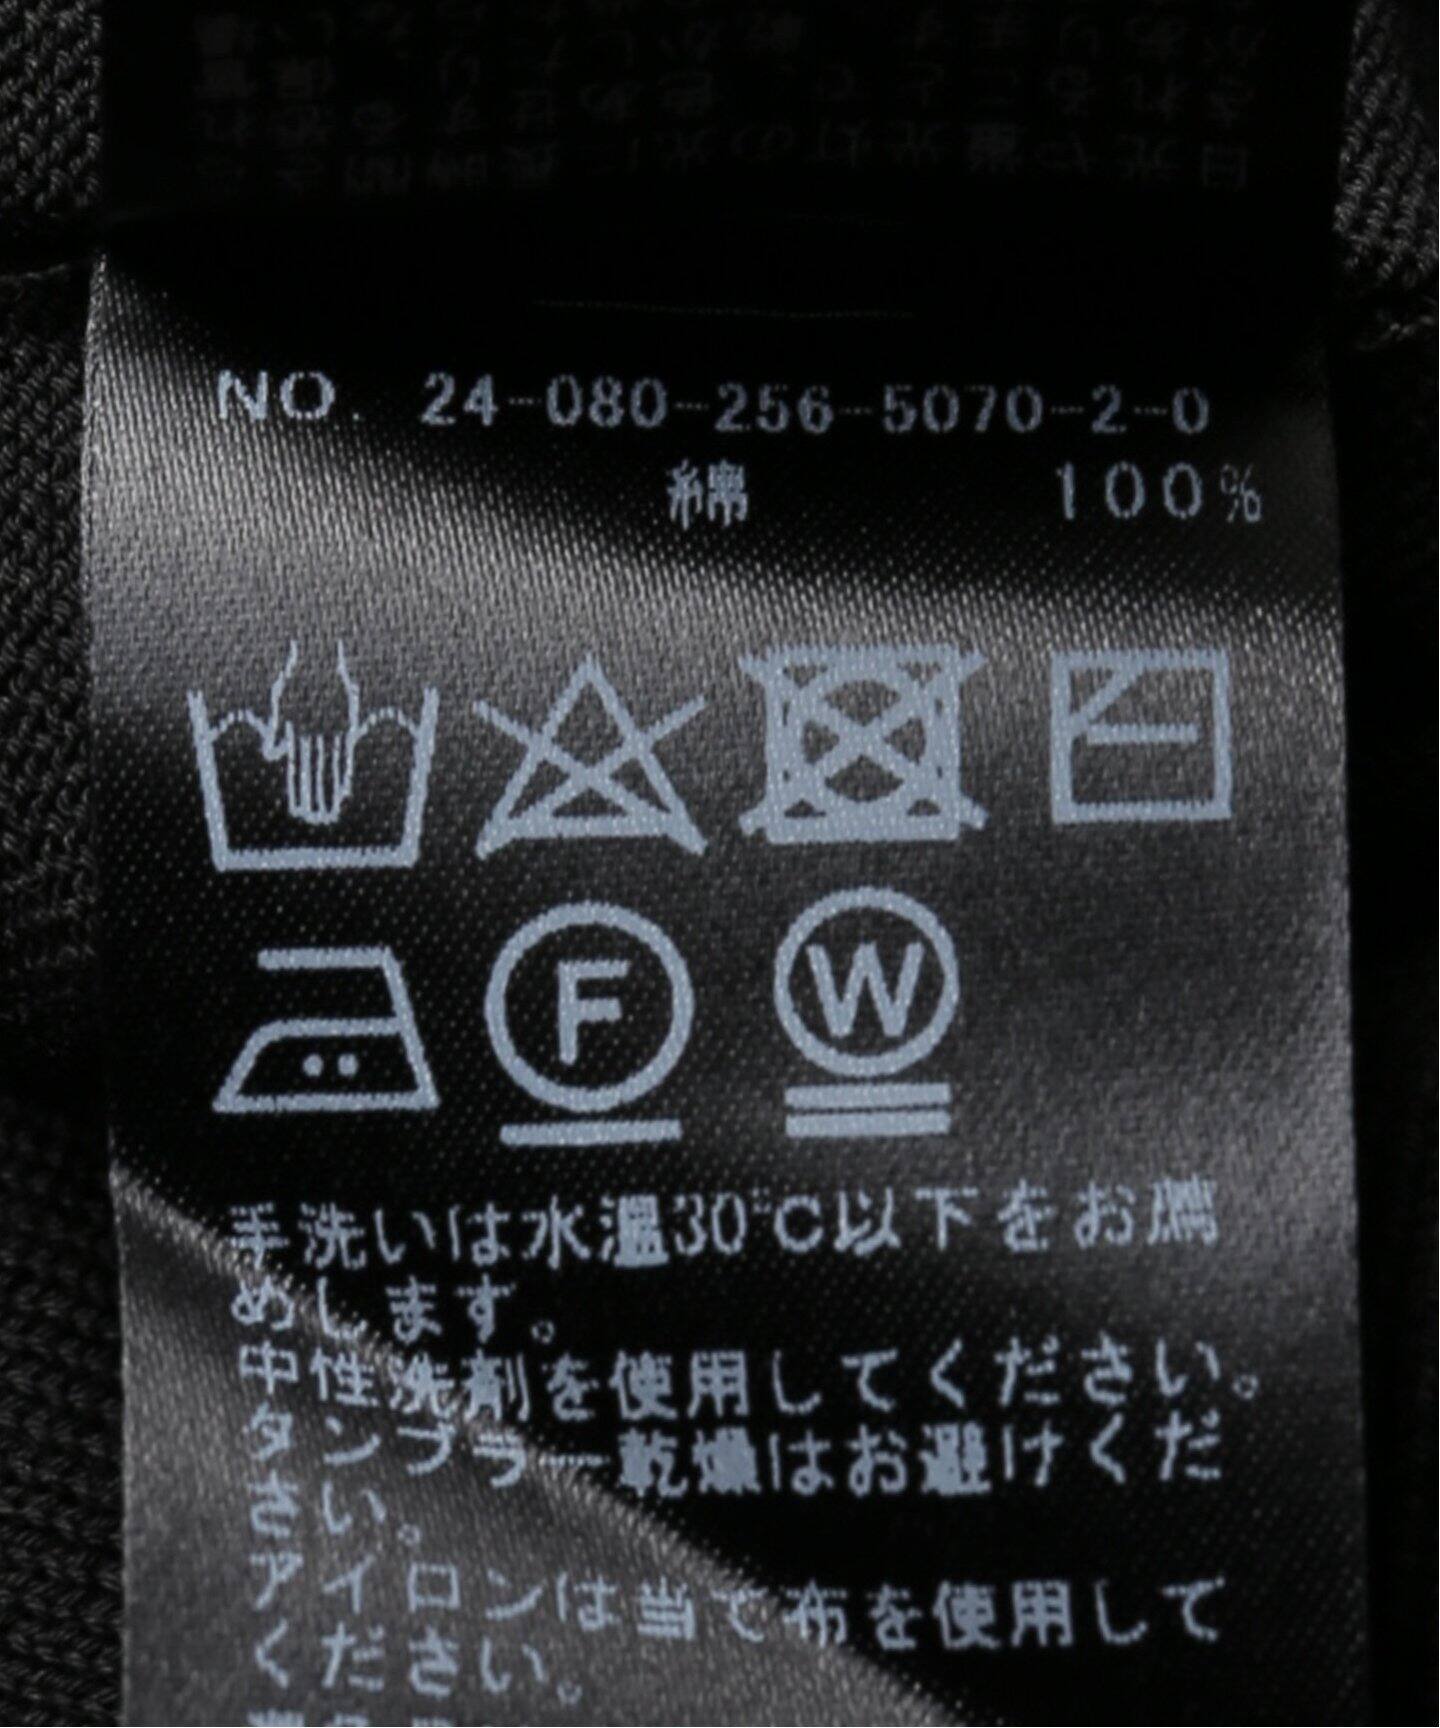 NO. 24-080-256-5070-2-0
綿 100%
F W
手洗いは水温30℃以下をお薦
めします。
中性洗剤を使用してください。
タンブラー乾燥はお避けくだ
さい。
アイロンは当て布を使用して
ください。